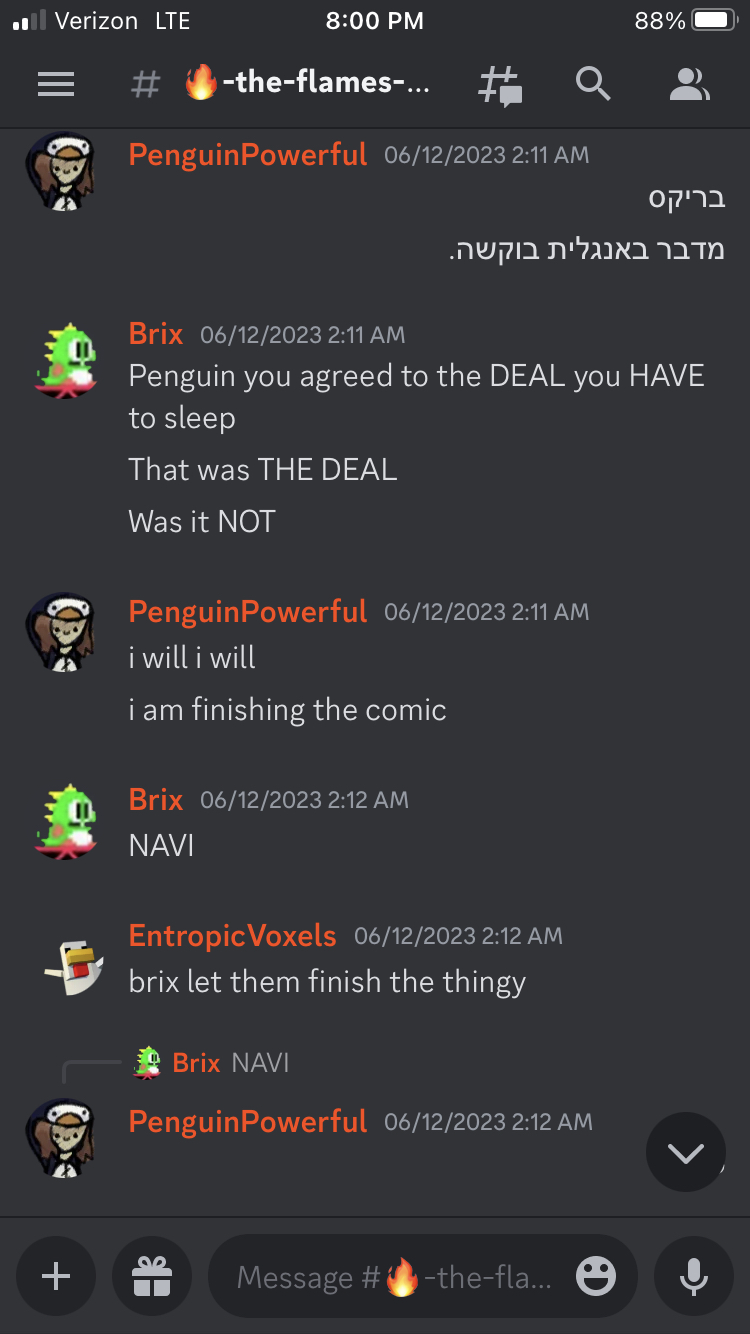 Verizon LTE 8:00 PM 88%
# 🔥-the-flames-...
PenguinPowerful 06/12/2023 2:11 AM
בריקס
מדבר באנגלית בוקשה.
Brix 06/12/2023 2:11 AM
Penguin you agreed to the DEAL you HAVE
to sleep
That was THE DEAL
Was it NOT
PenguinPowerful 06/12/2023 2:11 AM
i will i will
i am finishing the comic
Brix 06/12/2023 2:12 AM
NAVI
EntropicVoxels 06/12/2023 2:12 AM
brix let them finish the thingy
Brix NAVI
PenguinPowerful 06/12/2023 2:12 AM
Message #🔥-the-fla...